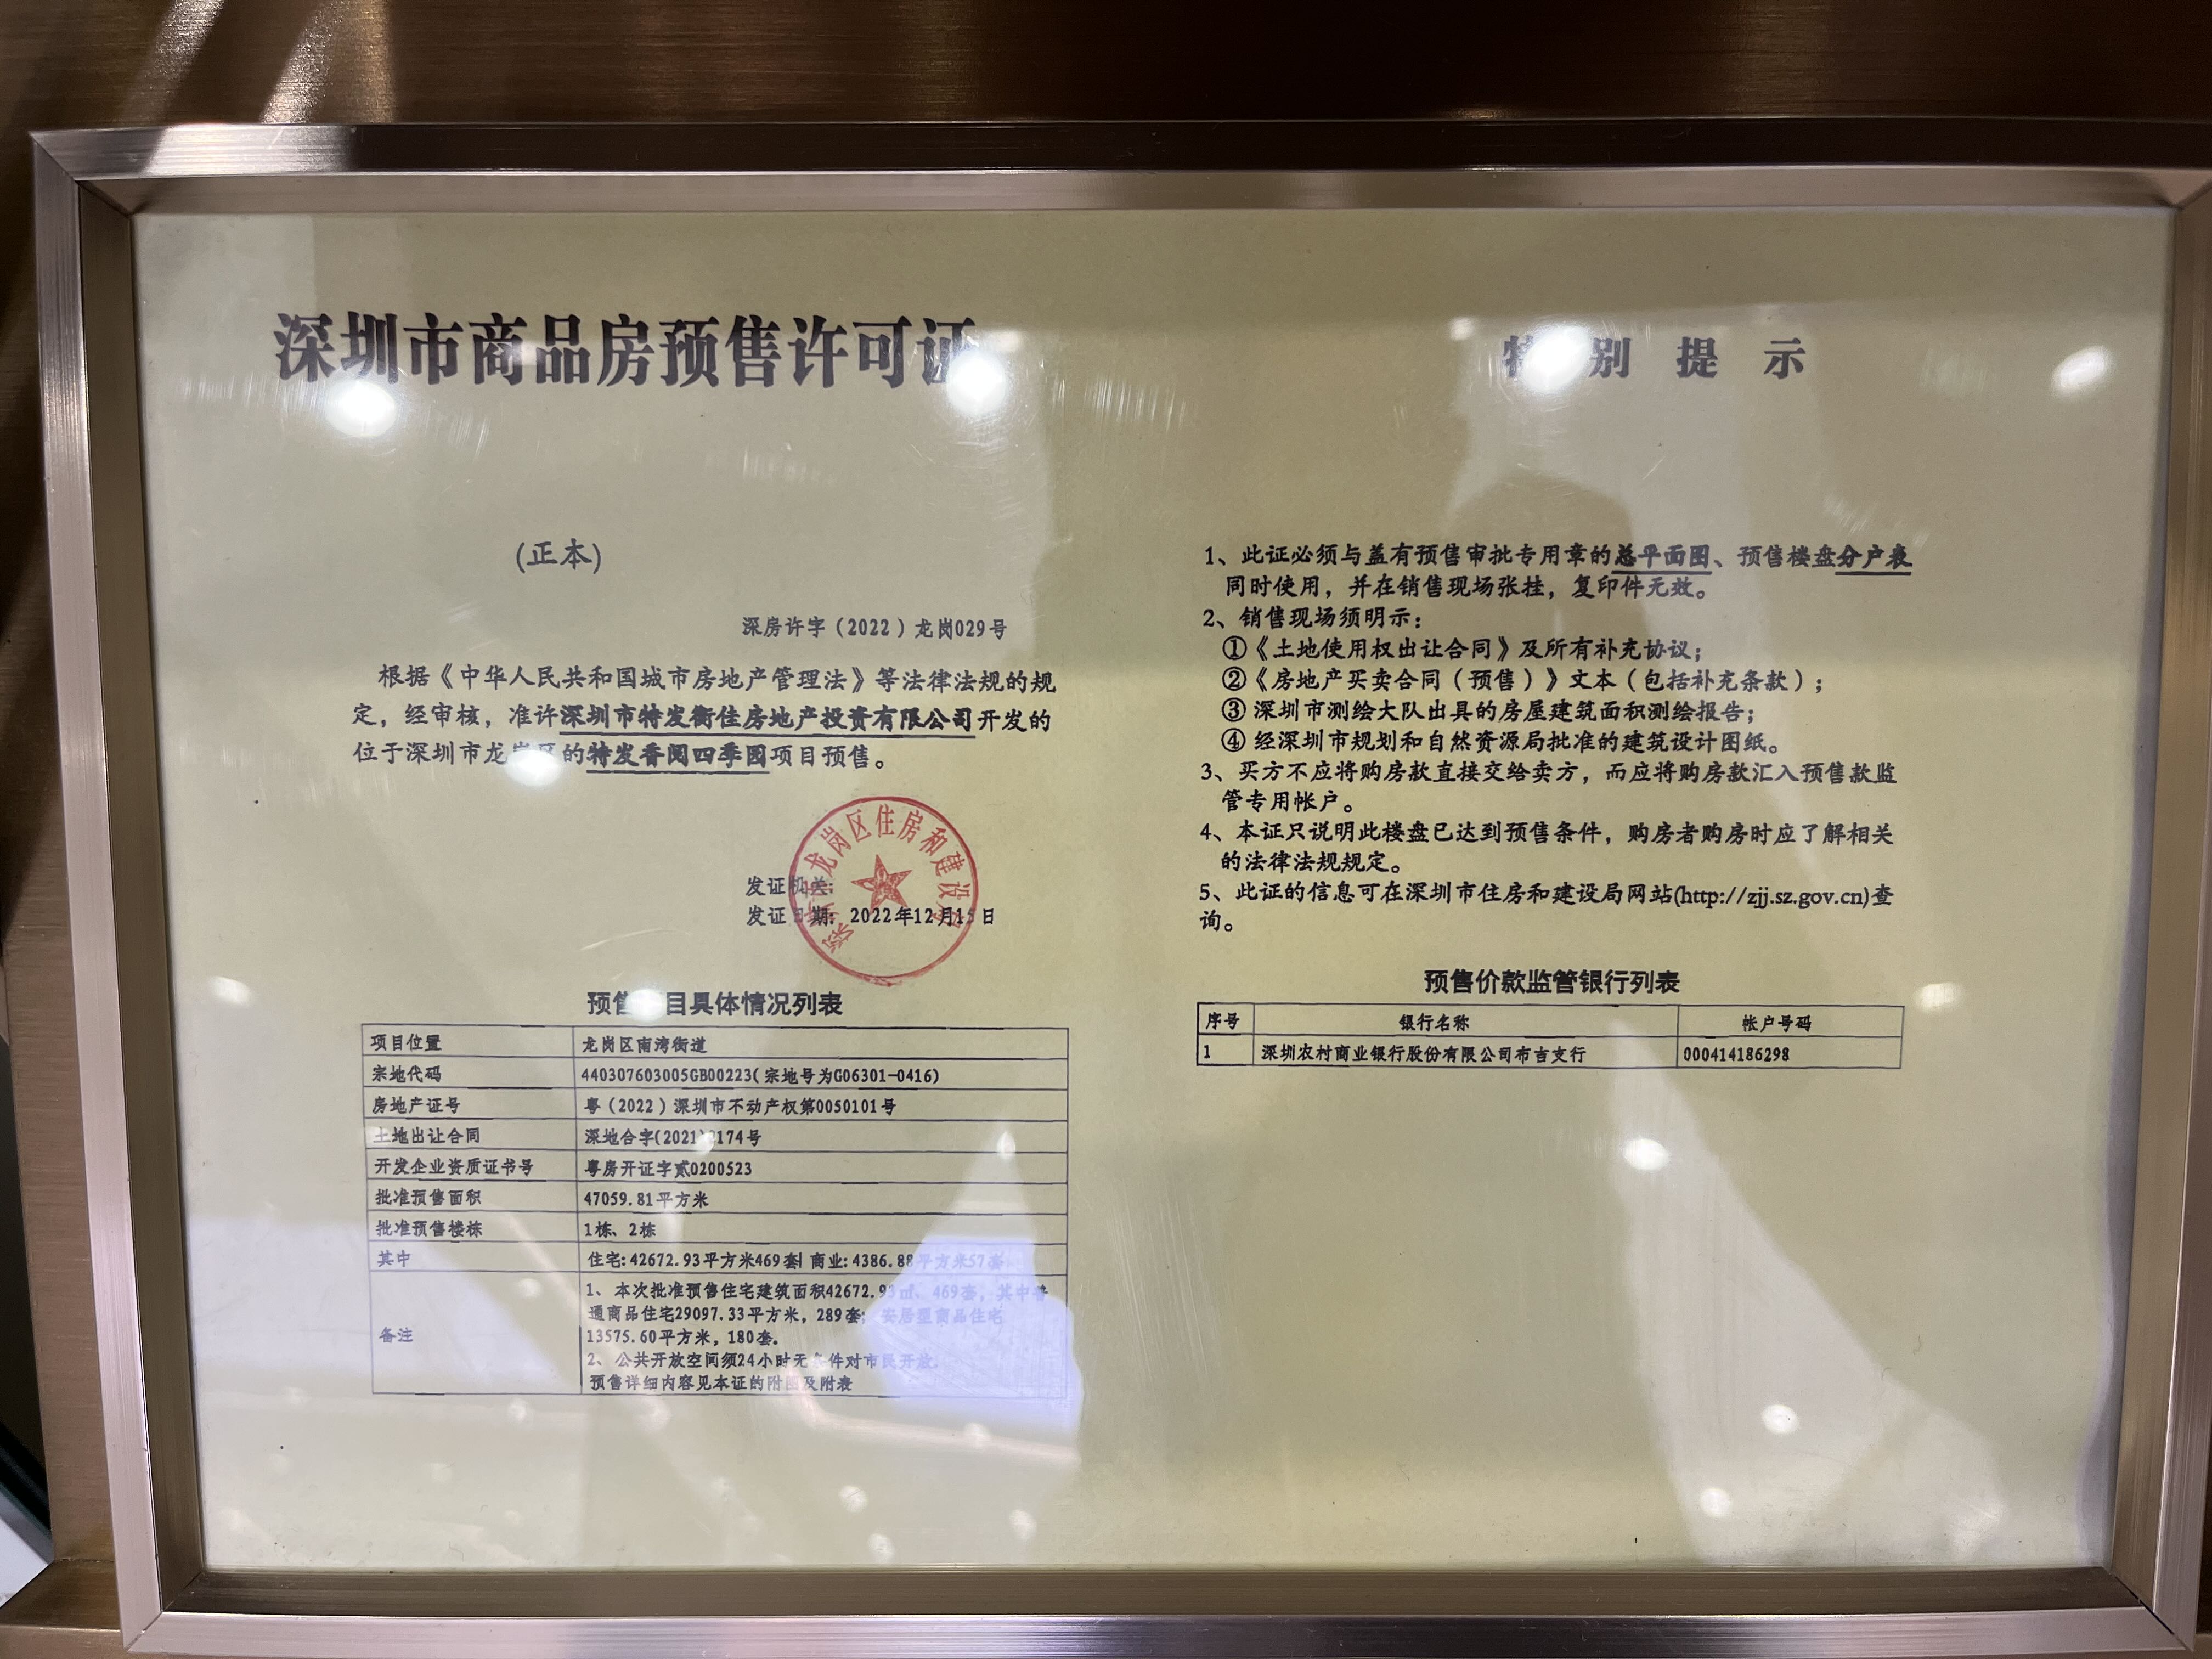 深圳市商品房预售许可证
(正本)
深房许字（2022）龙岗029号
根据《中华人民共和国城市房地产管理法》等法律法规的规
定，经审核，准许深圳市特发衡佳房地产投资有限公司开发的
位于深圳市龙岗区的特发香阅四季园项目预售。
龙岗区住房和建设
发证机关：
发证日期：2022年12月15日
预售项目具体情况列表
项目位置 龙岗区南湾街道
宗地代码 440307603005GB00223(宗地号为G06301-0416)
房地产证号 粤（2022）深圳市不动产权第0050101号
土地出让合同 深地合字(2021) 174号
开发企业资质证书号 粤房开证字贰0200523
批准预售面积 47059.81平方米
批准预售楼栋 1栋、2栋
其中 住宅:42672.93平方米469套| 商业:4386.88平方米57套|
备注
1、本次批准预售住宅建筑面积42672.93㎡、469套，其中普
通商品住宅29097.33平方米，289套；安居型商品住宅
13575.60平方米，180套。
2、公共开放空间须24小时无条件对市民开放。
预售详细内容见本证的附图及附表
特别提示
1、此证必须与盖有预售审批专用章的总平面图、预售楼盘分户表
同时使用，并在销售现场张挂，复印件无效。
2、销售现场须明示：
①《土地使用权出让合同》及所有补充协议；
②《房地产买卖合同（预售）》文本（包括补充条款）；
③深圳市测绘大队出具的房屋建筑面积测绘报告；
④经深圳市规划和自然资源局批准的建筑设计图纸。
3、买方不应将购房款直接交给卖方，而应将购房款汇入预售款监
管专用帐户。
4、本证只说明此楼盘已达到预售条件，购房者购房时应了解相关
的法律法规规定。
5、此证的信息可在深圳市住房和建设局网站(http://zjj.sz.gov.cn)查
询。
预售价款监管银行列表
序号 银行名称 帐户号码
1 深圳农村商业银行股份有限公司布吉支行 000414186298